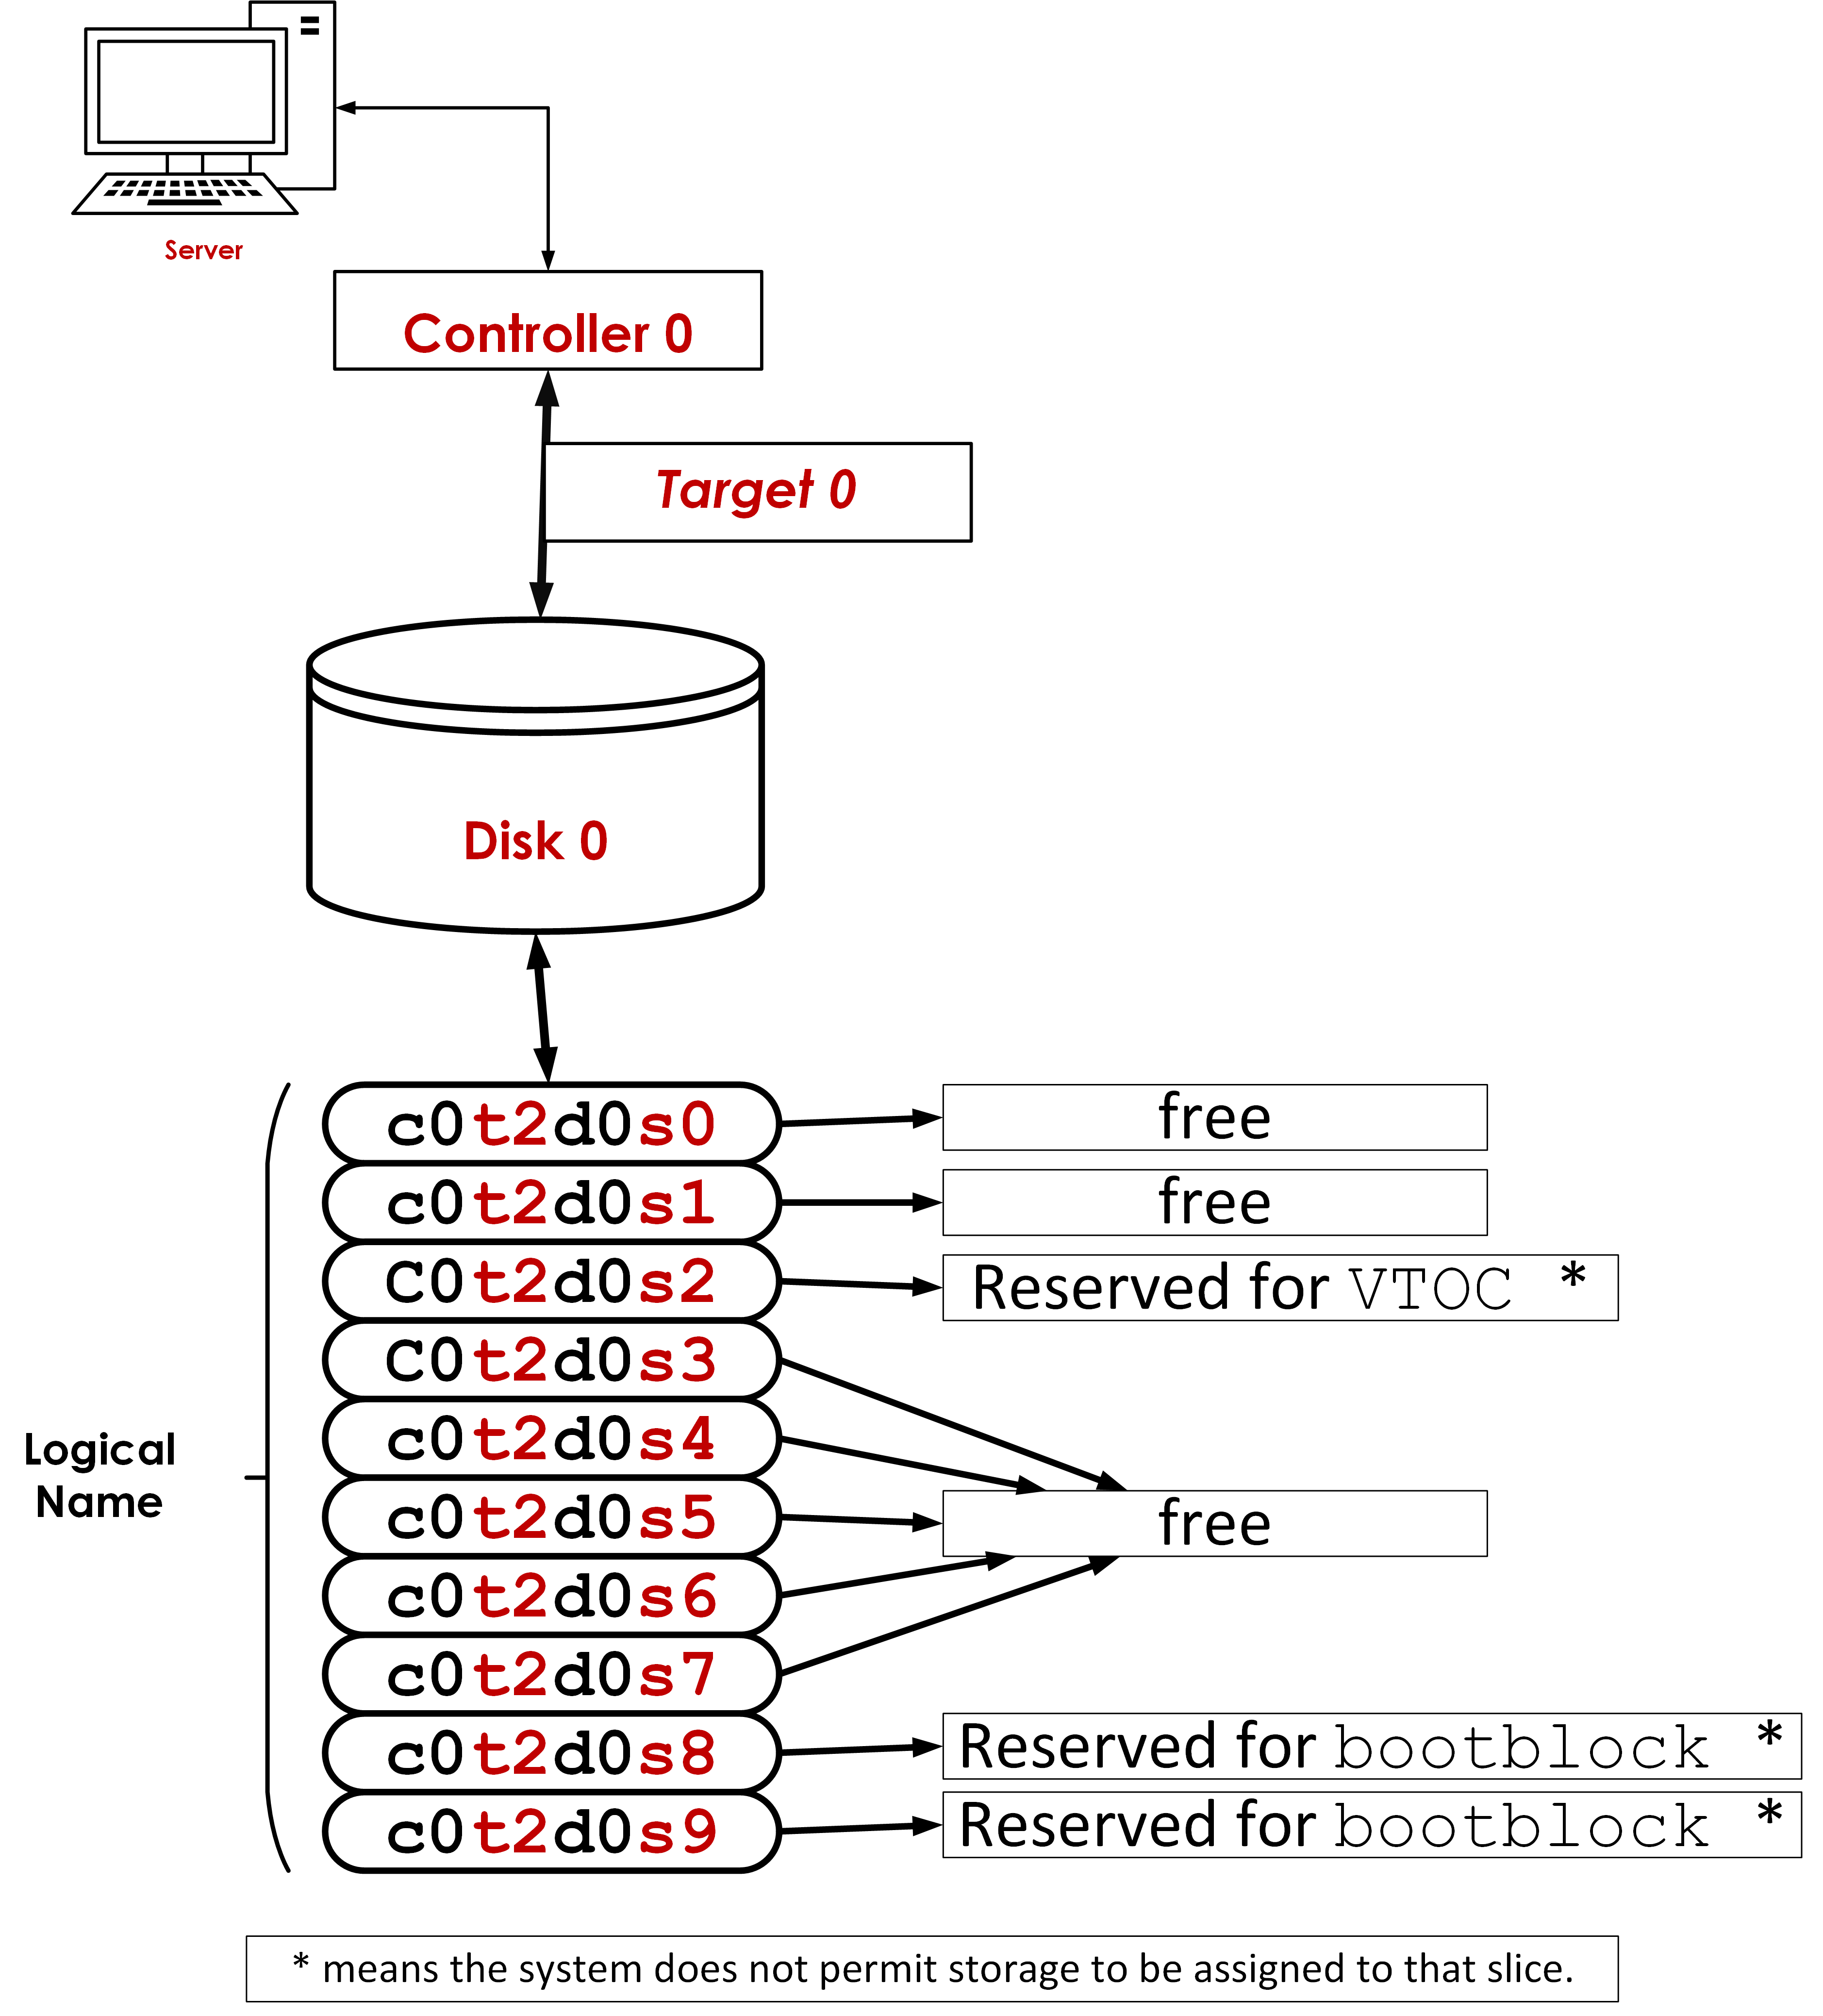 Server
Controller 0
Target 0
Disk 0
Logical
Name
c0t2d0s0
free
c0t2d0s1
free
C0t2d0s2
Reserved for VTOC *
C0t2d0s3
c0t2d0s4
c0t2d0s5
free
c0t2d0s6
c0t2d0s7
c0t2d0s8
Reserved for bootblock *
c0t2d0s9
Reserved for bootblock *
* means the system does not permit storage to be assigned to that slice.